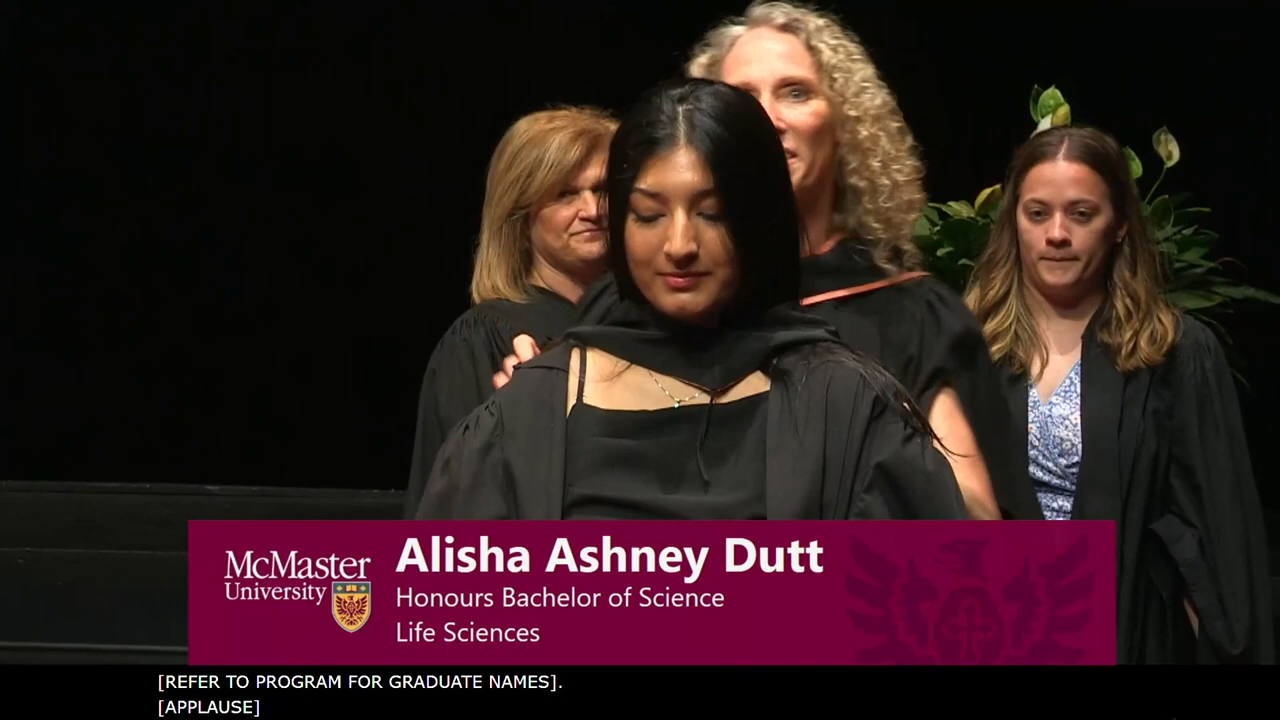 McMaster
University
Alisha Ashney Dutt
Honours Bachelor of Science
Life Sciences
[REFER TO PROGRAM FOR GRADUATE NAMES].
[APPLAUSE]